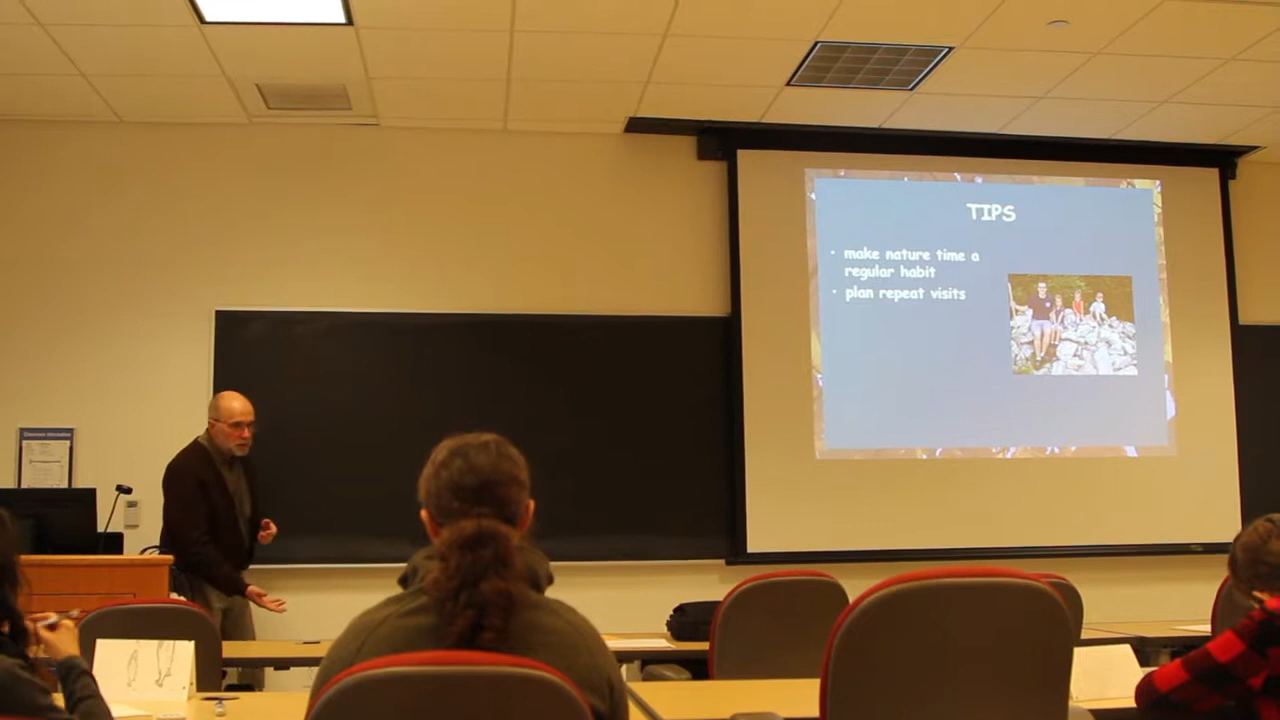 TIPS
• make nature time a
regular habit
• plan repeat visits